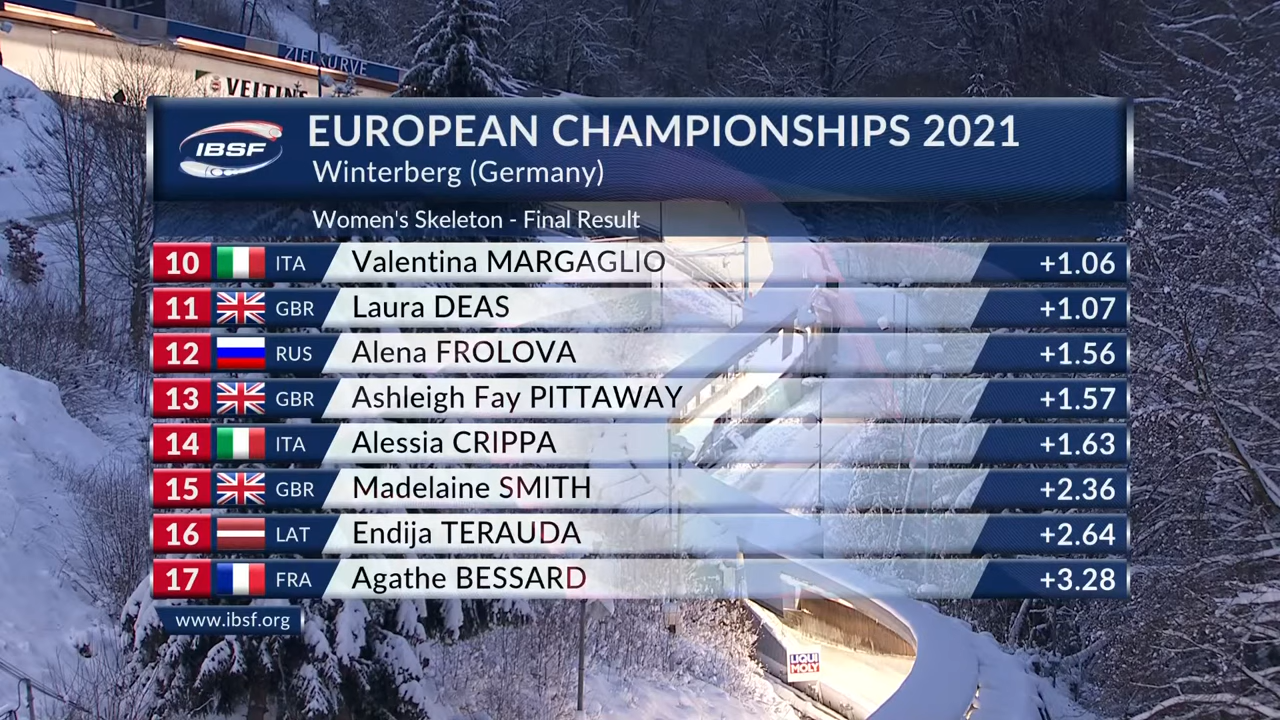 ZIELKURVE
VELTINS
IBSF
EUROPEAN CHAMPIONSHIPS 2021
Winterberg (Germany)
Women's Skeleton - Final Result
10 ITA Valentina MARGAGLIO +1.06
11 GBR Laura DEAS +1.07
12 RUS Alena FROLOVA +1.56
13 GBR Ashleigh Fay PITTAWAY +1.57
14 ITA Alessia CRIPPA +1.63
15 GBR Madelaine SMITH +2.36
16 LAT Endija TERAUDA +2.64
17 FRA Agathe BESSARD +3.28
www.ibsf.org
LIQUI
MOLY